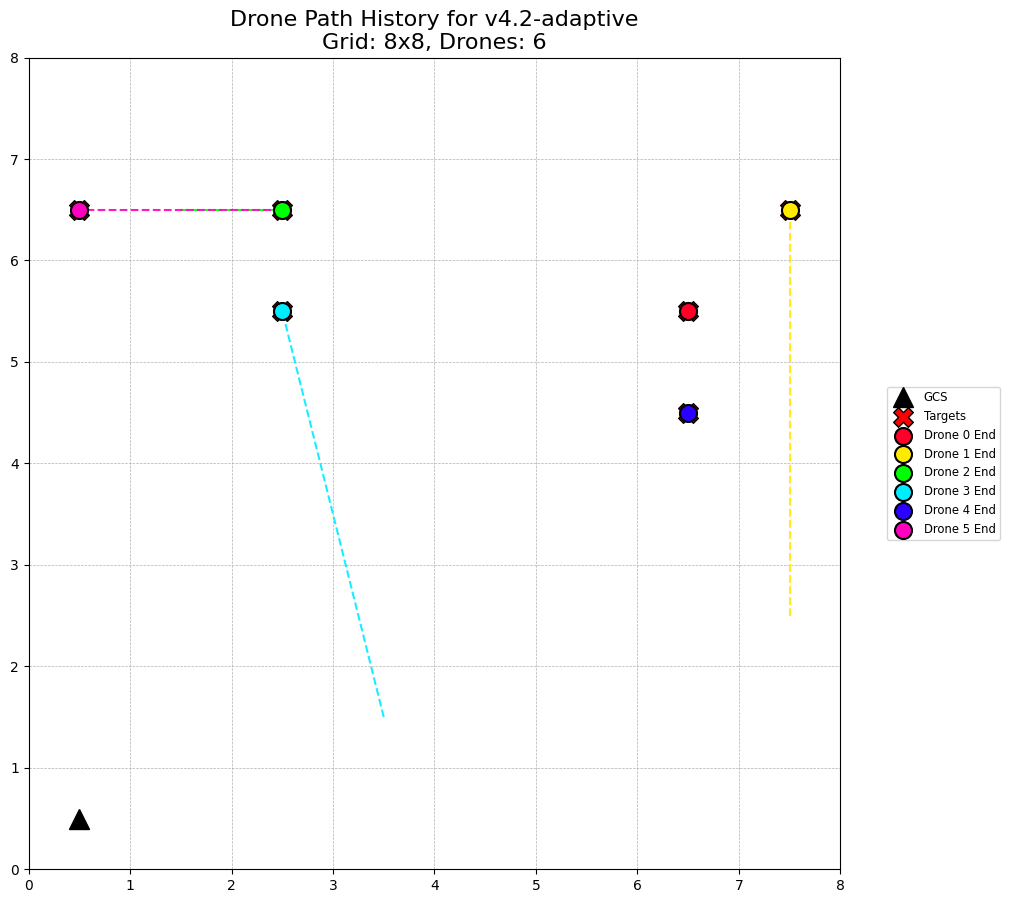 Drone Path History for v4.2-adaptive
Grid: 8x8, Drones: 6
8
7
6
5
4
3
2
1
0
0 1 2 3 4 5 6 7 8
GCS
Targets
Drone 0 End
Drone 1 End
Drone 2 End
Drone 3 End
Drone 4 End
Drone 5 End